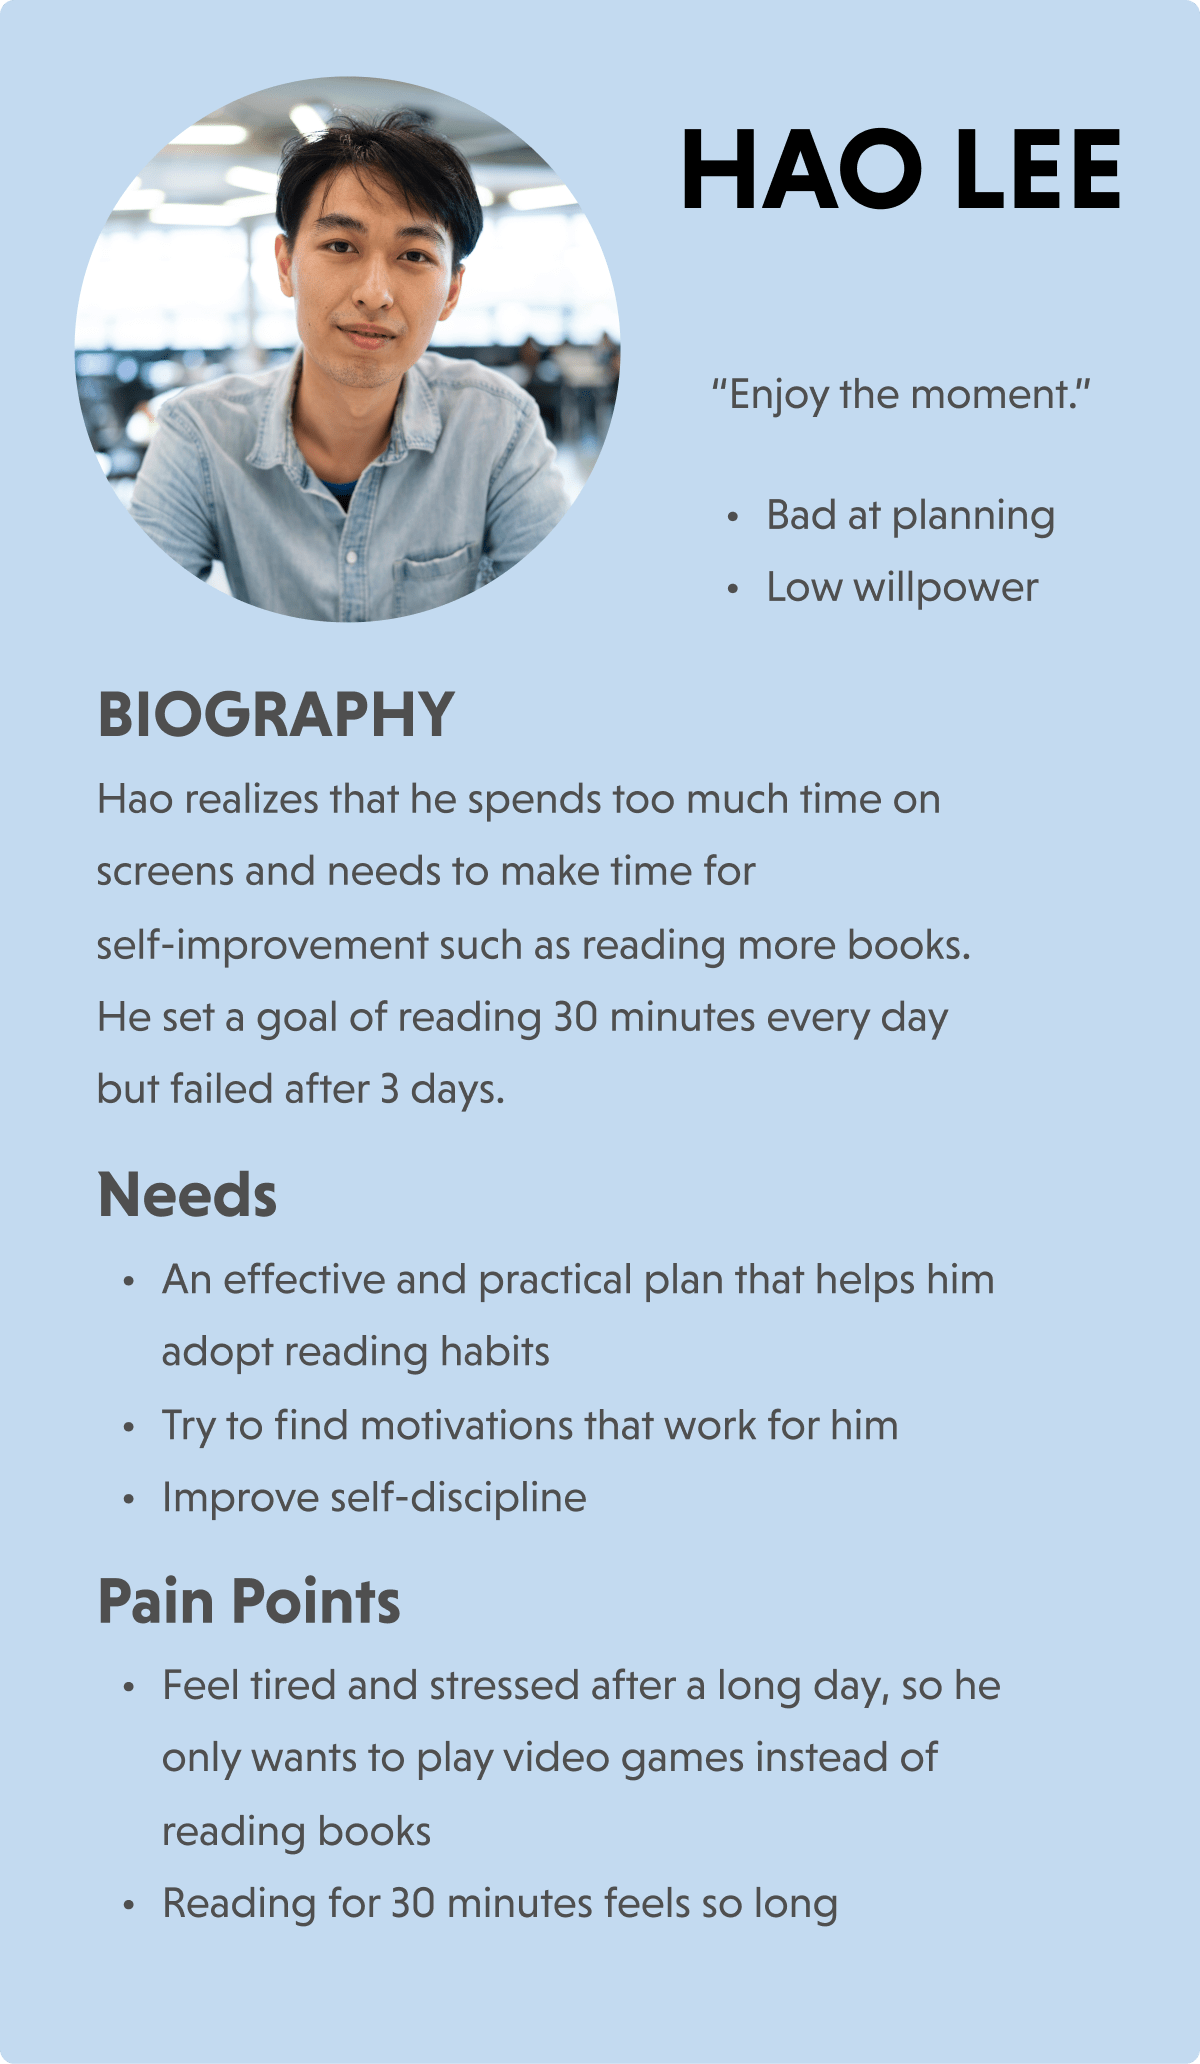 HAO LEE
“Enjoy the moment.”
• Bad at planning
• Low willpower
BIOGRAPHY
Hao realizes that he spends too much time on
screens and needs to make time for
self-improvement such as reading more books.
He set a goal of reading 30 minutes every day
but failed after 3 days.
Needs
• An effective and practical plan that helps him
adopt reading habits
• Try to find motivations that work for him
• Improve self-discipline
Pain Points
• Feel tired and stressed after a long day, so he
only wants to play video games instead of
reading books
• Reading for 30 minutes feels so long